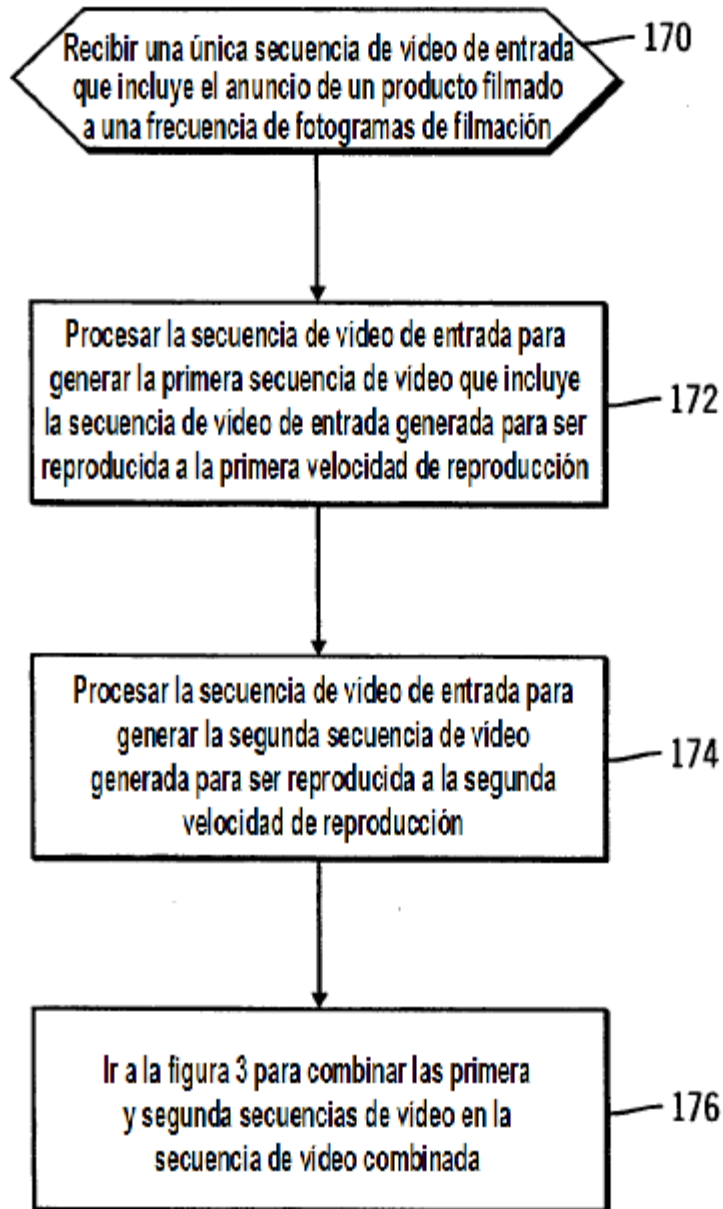 Recibir una única secuencia de vídeo de entrada
que incluye el anuncio de un producto filmado
a una frecuencia de fotogramas de filmación
170
Procesar la secuencia de vídeo de entrada para
generar la primera secuencia de vídeo que incluye
la secuencia de vídeo de entrada generada para ser
reproducida a la primera velocidad de reproducción
172
Procesar la secuencia de vídeo de entrada para
generar la segunda secuencia de vídeo
generada para ser reproducida a la segunda
velocidad de reproducción
174
Ir a la figura 3 para combinar las primera
y segunda secuencias de vídeo en la
secuencia de vídeo combinada
176